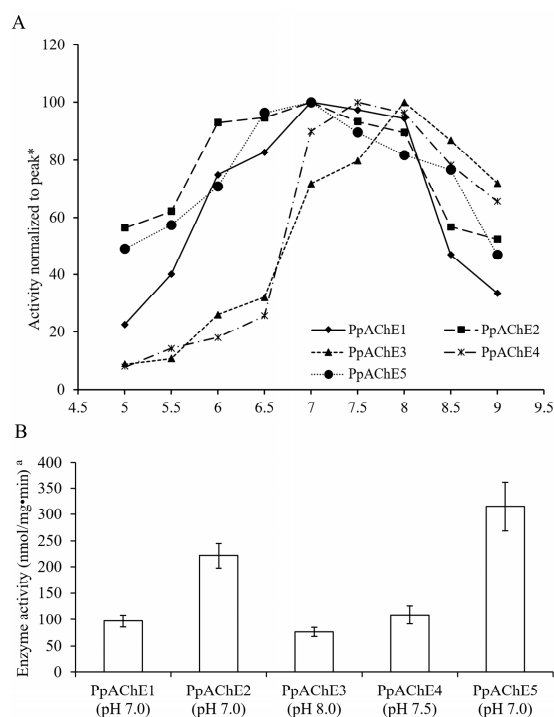 A
Activity normalized to peak*
120
100
80
60
40
20
0
PpAChE1
PpAChE2
PpAChE3
PpAChE4
PpAChE5
4.5 5 5.5 6 6.5 7 7.5 8 8.5 9 9.5
B
Enzyme activity (nmol/mg•min) a
400
350
300
250
200
150
100
50
0
PpAChE1 PpAChE2 PpAChE3 PpAChE4 PpAChE5
(pH 7.0) (pH 7.0) (pH 8.0) (pH 7.5) (pH 7.0)